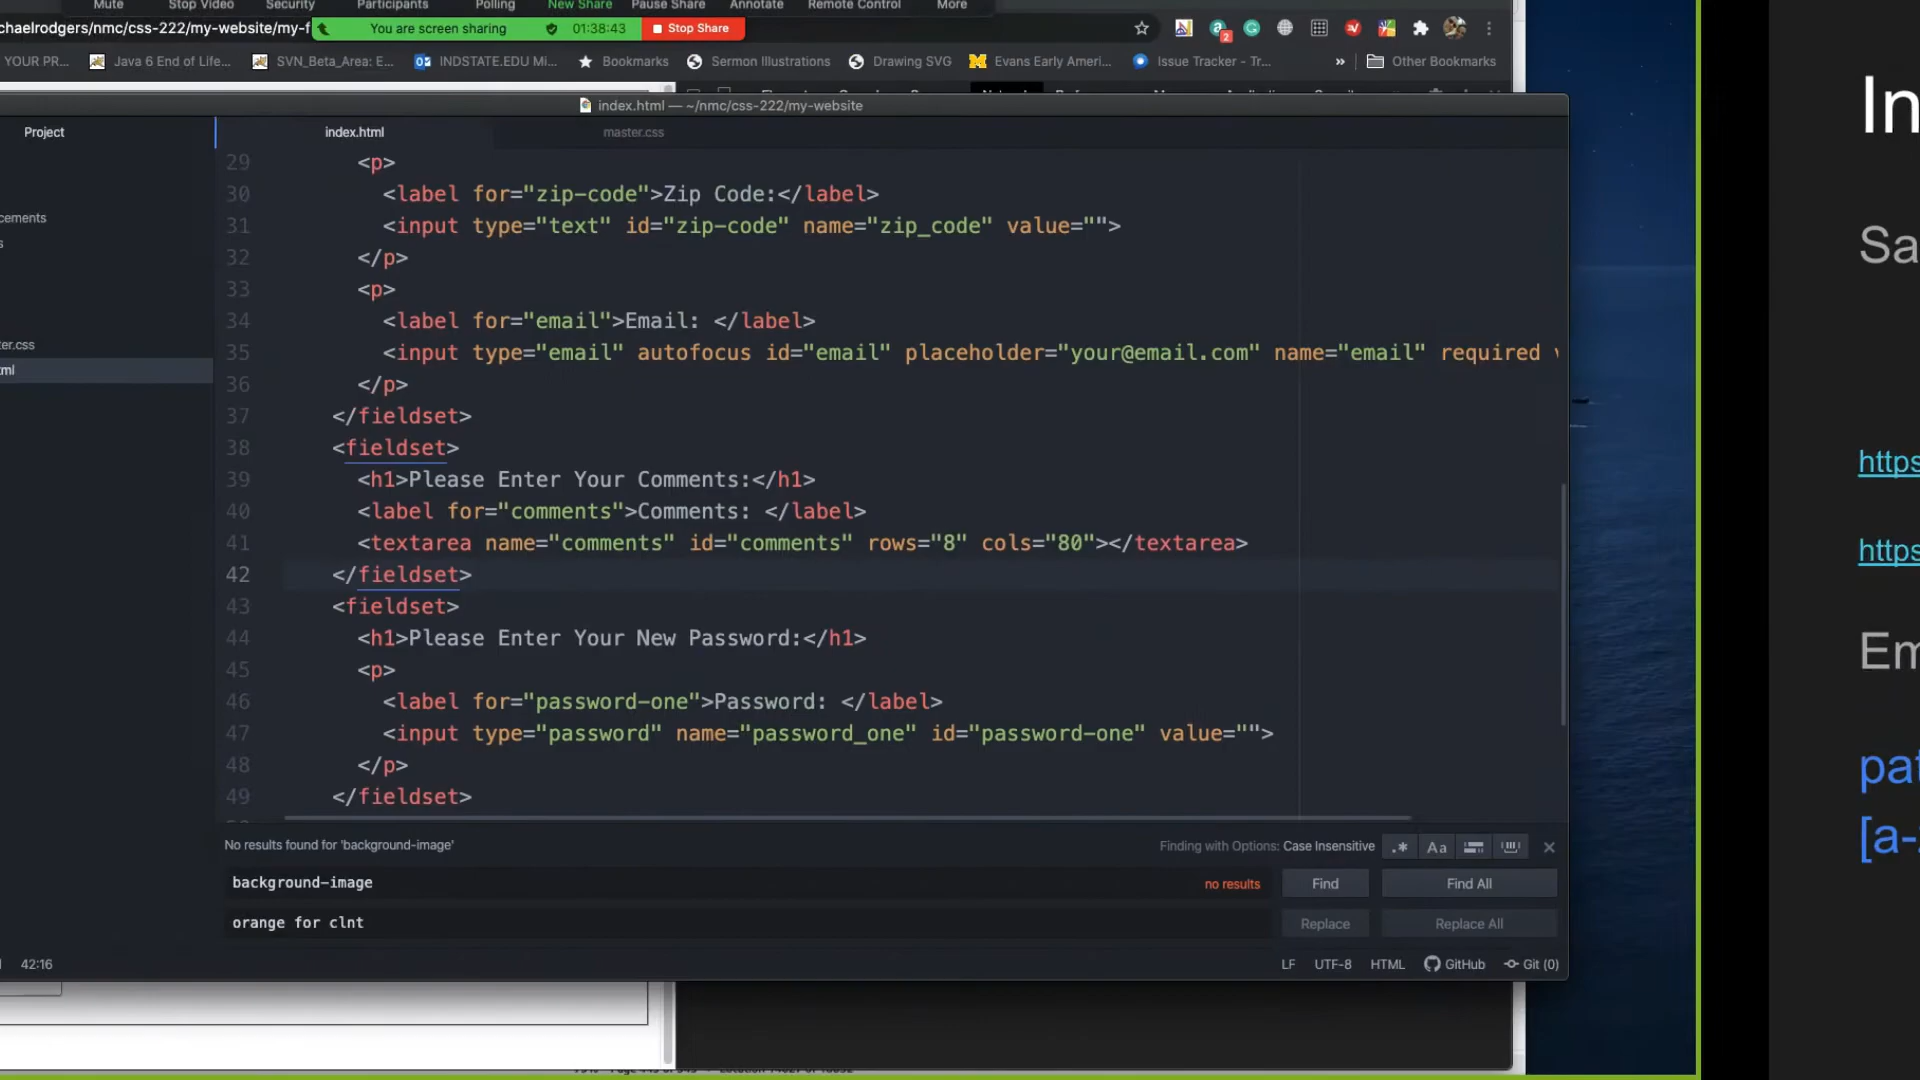 Mute Stop Video Security Participants Polling New Share Pause Share Annotate Remote Control More
chaelrodgers/nmc/css-222/my-website/my-f You are screen sharing 01:38:43 Stop Share
YOUR PR... Java 6 End of Life... SVN_Beta_Area: E... INDSTATE.EDU Mi... Bookmarks Sermon Illustrations Drawing SVG Evans Early Ameri... Issue Tracker - Tr... » Other Bookmarks
index.html — ~/nmc/css-222/my-website
Project index.html master.css
29 <p>
30 <label for="zip-code">Zip Code:</label>
31 <input type="text" id="zip-code" name="zip_code" value="">
32 </p>
33 <p>
34 <label for="email">Email: </label>
35 <input type="email" autofocus id="email" placeholder="your@email.com" name="email" required
36 </p>
37 </fieldset>
38 <fieldset>
39 <h1>Please Enter Your Comments:</h1>
40 <label for="comments">Comments: </label>
41 <textarea name="comments" id="comments" rows="8" cols="80"></textarea>
42 </fieldset>
43 <fieldset>
44 <h1>Please Enter Your New Password:</h1>
45 <p>
46 <label for="password-one">Password: </label>
47 <input type="password" name="password_one" id="password-one" value="">
48 </p>
49 </fieldset>
cements
s
ter.css
ml
No results found for 'background-image' Finding with Options: Case Insensitive .* Aa
background-image no results Find Find All
orange for clnt Replace Replace All
42:16 LF UTF-8 HTML GitHub Git (0)
In
Sa
https
https
Em
pat
[a-